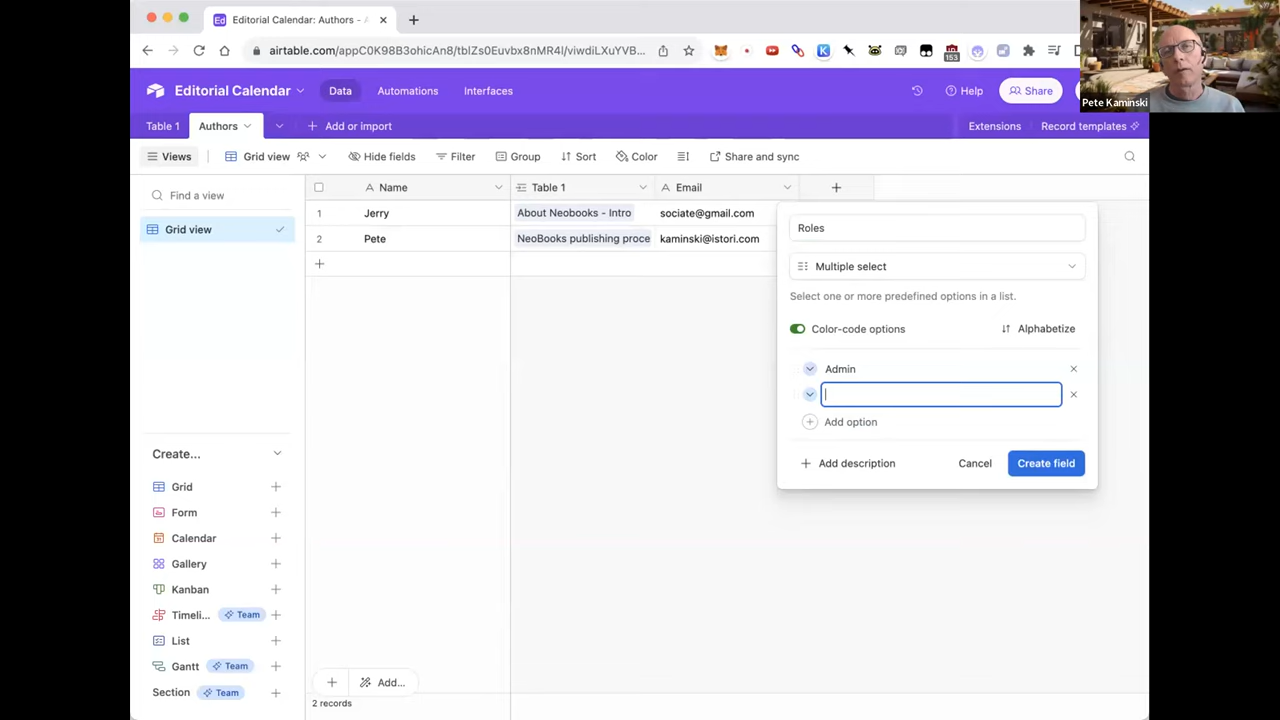 Editorial Calendar: Authors - A
airtable.com/appC0K98B3ohicAn8/tblZs0Euvbx8nMR4l/viwdiLXuYVB...
153
Pete Kaminski
Editorial Calendar
Data
Automations
Interfaces
Help
Share
Table 1
Authors
Add or import
Extensions
Record templates
Views
Grid view
Hide fields
Filter
Group
Sort
Color
Share and sync
Find a view
Grid view
A Name
Table 1
A Email
1 Jerry About Neobooks - Intro sociate@gmail.com
2 Pete NeoBooks publishing proce kaminski@istori.com
Roles
Multiple select
Select one or more predefined options in a list.
Color-code options
Alphabetize
Admin
Add option
Add description
Cancel
Create field
Create...
Grid
Form
Calendar
Gallery
Kanban
Timeli... Team
List
Gantt Team
Section Team
Add...
2 records